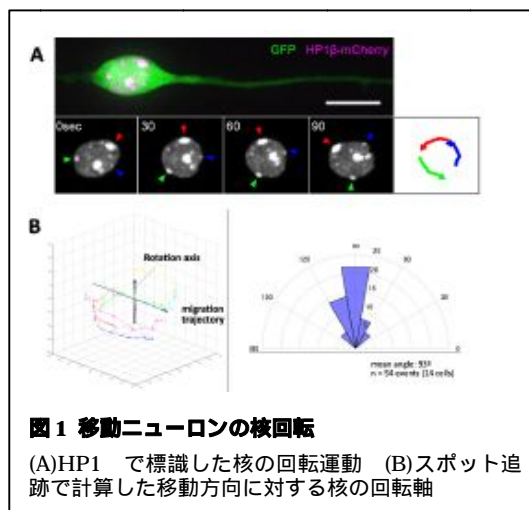 A
GFP HP1β-mCherry
0sec 30 60 90
B
Rotation axis
migration
trajectory
mean angle: 93º
n = 54 events (14 cells)
図 1 移動ニューロンの核回転
(A)HP1 で標識した核の回転運動 (B)スポット追
跡で計算した移動方向に対する核の回転軸